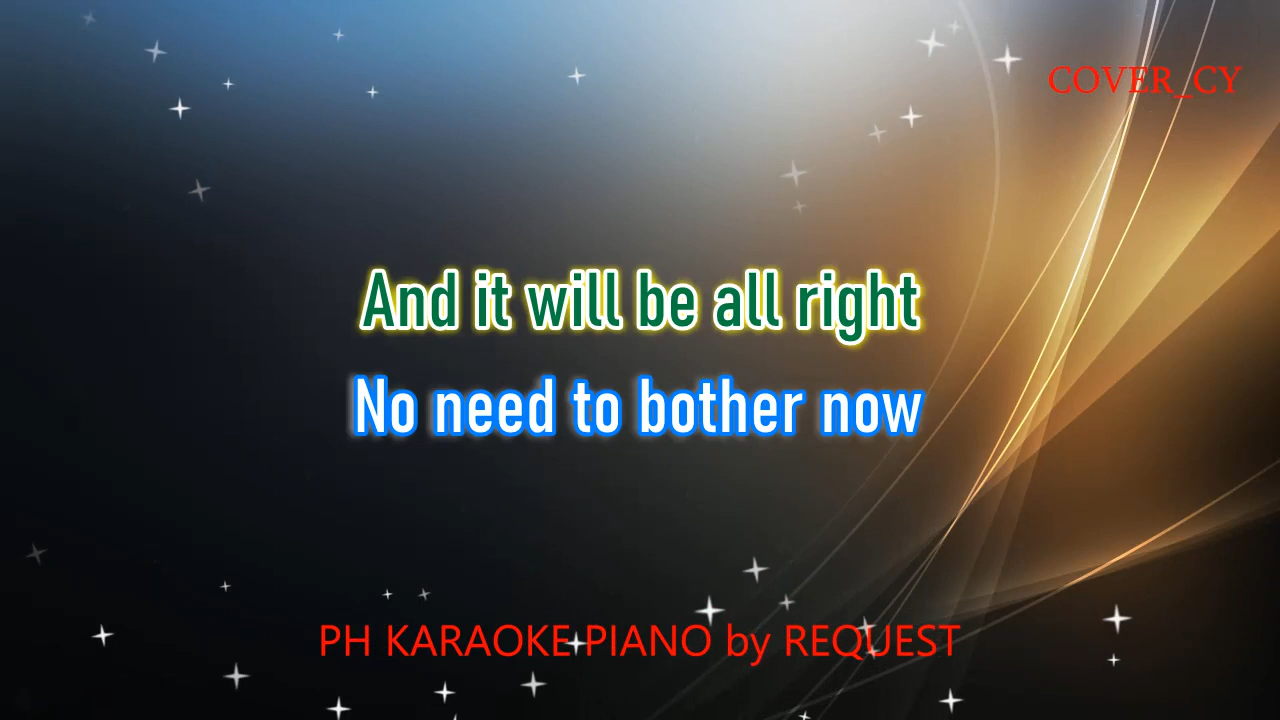 COVER_CY
And it will be all right
No need to bother now
PH KARAOKE PIANO by REQUEST